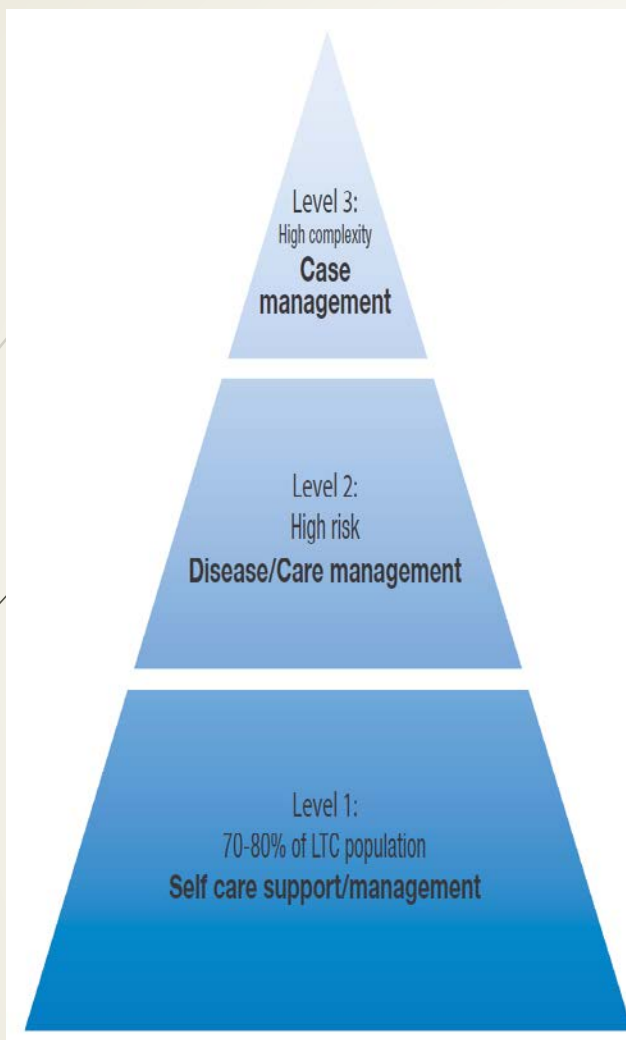 Level 3:
High complexity
Case
management
Level 2:
High risk
Disease/Care management
Level 1:
70-80% of LTC population
Self care support/management